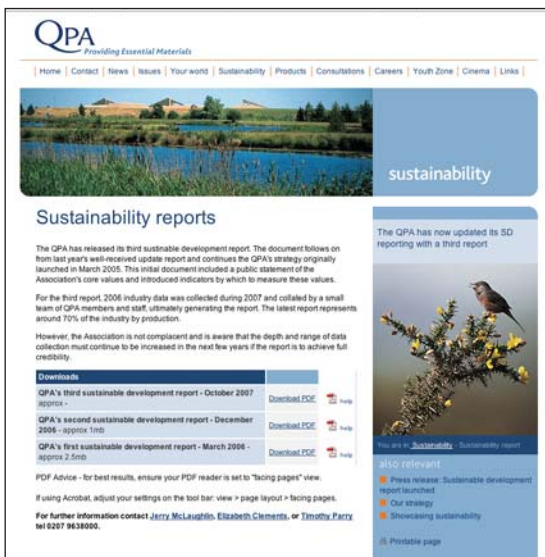 QPA
Providing Essential Materials
Home | Contact | News | Issues | Your world | Sustainability | Products | Consultations | Careers | Youth Zone | Cinema | Links
sustainability
Sustainability reports
The QPA has released its third sustinable development report. The document follows on
from last year's well-received update report and continues the QPA's strategy originally
launched in March 2005. This initial document included a public statement of the
Association's core values and introduced indicators by which to measure these values.
For the third report, 2006 industry data was collected during 2007 and collated by a small
team of QPA members and staff, ultimately generating the report. The latest report represents
around 70% of the industry by production.
However, the Association is not complacent and is aware that the depth and range of data
collection must continue to be increased in the next few years if the report is to achieve full
credibility.
Downloads
QPA's third sustainable development report - October 2007
approx -
Download PDF
help
QPA's second sustainable development report - December
2006 - approx 1mb
Download PDF
help
QPA's first sustainable development report - March 2006 -
approx 2.5mb
Download PDF
help
PDF Advice - for best results, ensure your PDF reader is set to "facing pages" view.
If using Acrobat, adjust your settings on the tool bar: view > page layout > facing pages.
For further information contact Jerry McLaughlin, Elizabeth Clements, or Timothy Parry
tel 0207 9638000.
The QPA has now updated its SD
reporting with a third report
You are in: Sustainability - Sustainability report
also relevant
Press release: Sustainable development
report launched
Our strategy
Showcasing sustainability
Printable page